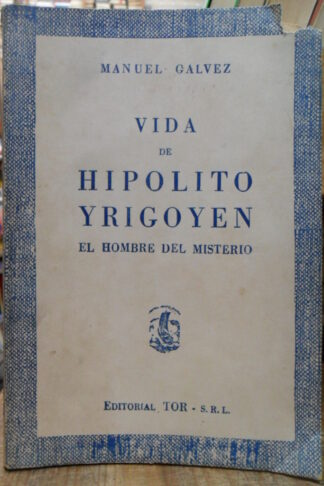 MANUEL GALVEZ
VIDA
DE
HIPOLITO
YRIGOYEN
EL HOMBRE DEL MISTERIO
EDITORIAL TOR - S. R. L.